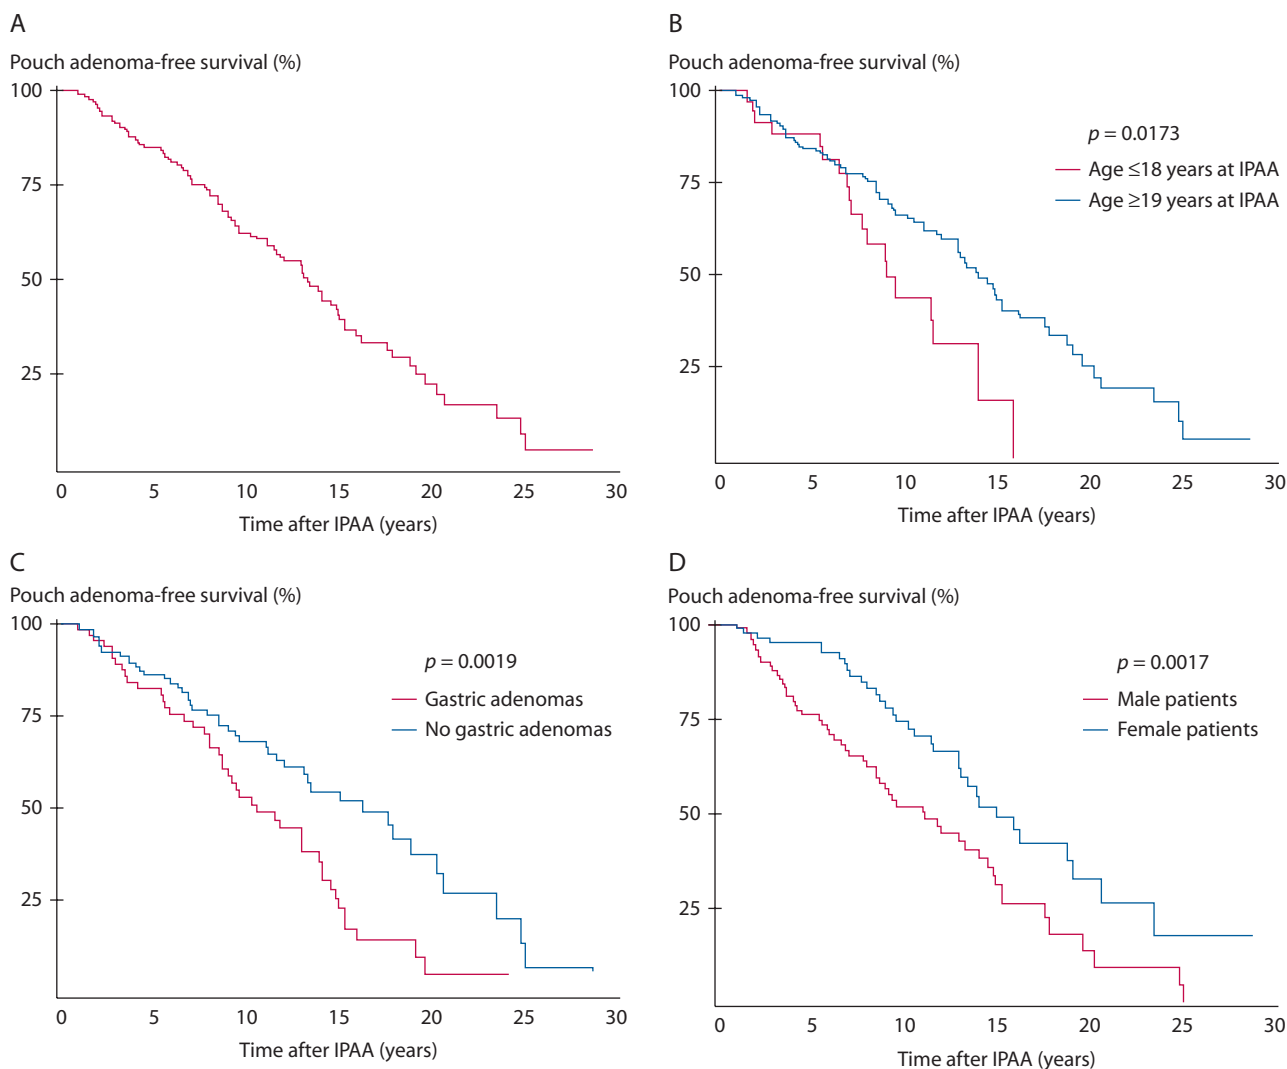 A
Pouch adenoma-free survival (%)
100
75
50
25
0 5 10 15 20 25 30
Time after IPAA (years)
B
Pouch adenoma-free survival (%)
100
75
50
25
p = 0.0173
Age ≤18 years at IPAA
Age ≥19 years at IPAA
0 5 10 15 20 25 30
Time after IPAA (years)
C
Pouch adenoma-free survival (%)
100
75
50
25
p = 0.0019
Gastric adenomas
No gastric adenomas
0 5 10 15 20 25 30
Time after IPAA (years)
D
Pouch adenoma-free survival (%)
100
75
50
25
p = 0.0017
Male patients
Female patients
0 5 10 15 20 25 30
Time after IPAA (years)